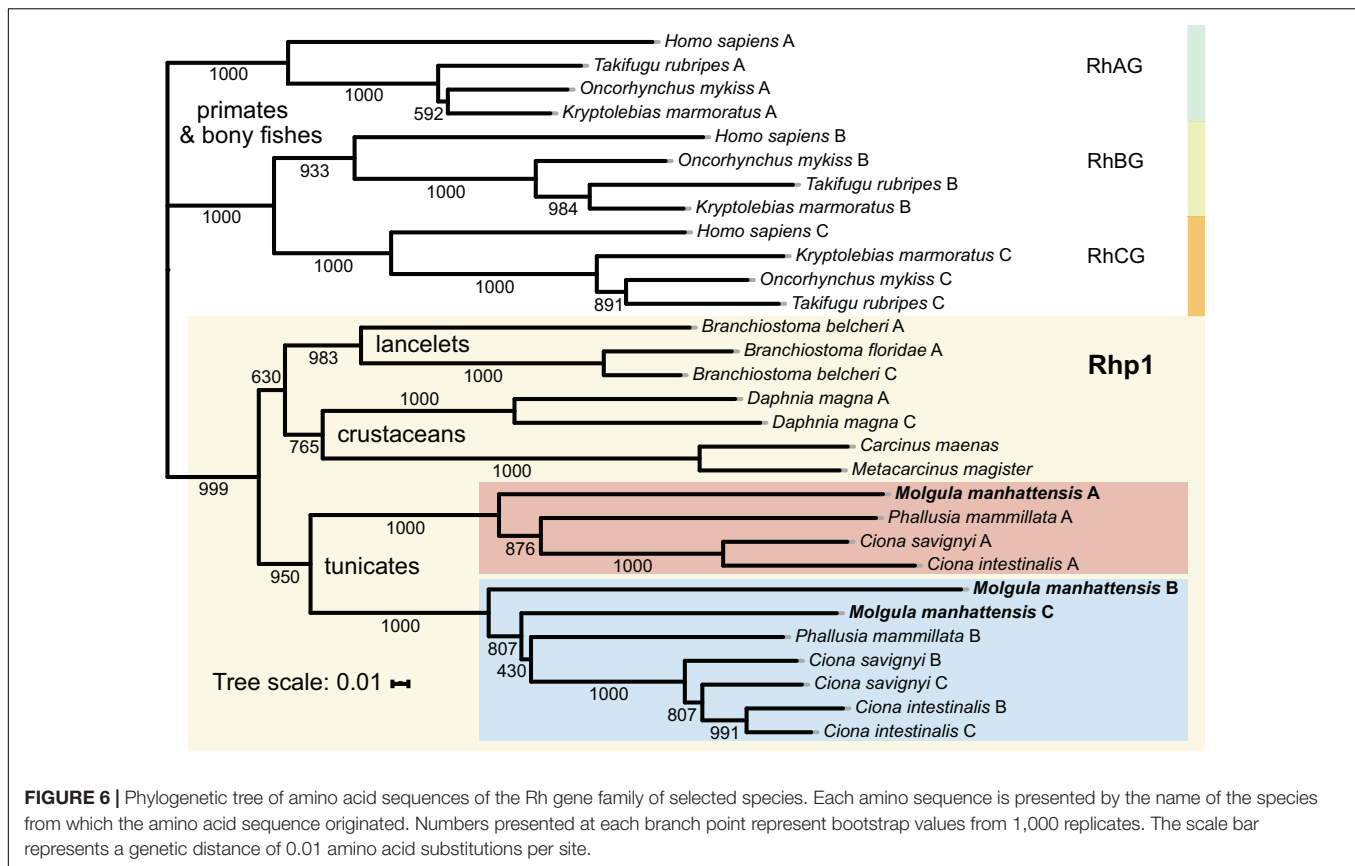 Homo sapiens A
1000
Takifugu rubripes A
RhAG
1000
Oncorhynchus mykiss A
592
Kryptolebias marmoratus A
primates
& bony fishes
Homo sapiens B
933
Oncorhynchus mykiss B
RhBG
1000
Takifugu rubripes B
984
Kryptolebias marmoratus B
1000
Homo sapiens C
1000
Kryptolebias marmoratus C
RhCG
1000
Oncorhynchus mykiss C
891
Takifugu rubripes C
Branchiostoma belcheri A
lancelets
983
Branchiostoma floridae A
Rhp1
1000
Branchiostoma belcheri C
630
1000
Daphnia magna A
Daphnia magna C
crustaceans
765
Carcinus maenas
1000
Metacarcinus magister
999
Molgula manhattensis A
1000
Phallusia mammillata A
876
Ciona savignyi A
1000
Ciona intestinalis A
950
tunicates
Molgula manhattensis B
1000
Molgula manhattensis C
807
Phallusia mammillata B
430
Ciona savignyi B
1000
Ciona savignyi C
807
Ciona intestinalis B
991
Ciona intestinalis C
Tree scale: 0.01
FIGURE 6 | Phylogenetic tree of amino acid sequences of the Rh gene family of selected species. Each amino sequence is presented by the name of the species
from which the amino acid sequence originated. Numbers presented at each branch point represent bootstrap values from 1,000 replicates. The scale bar
represents a genetic distance of 0.01 amino acid substitutions per site.